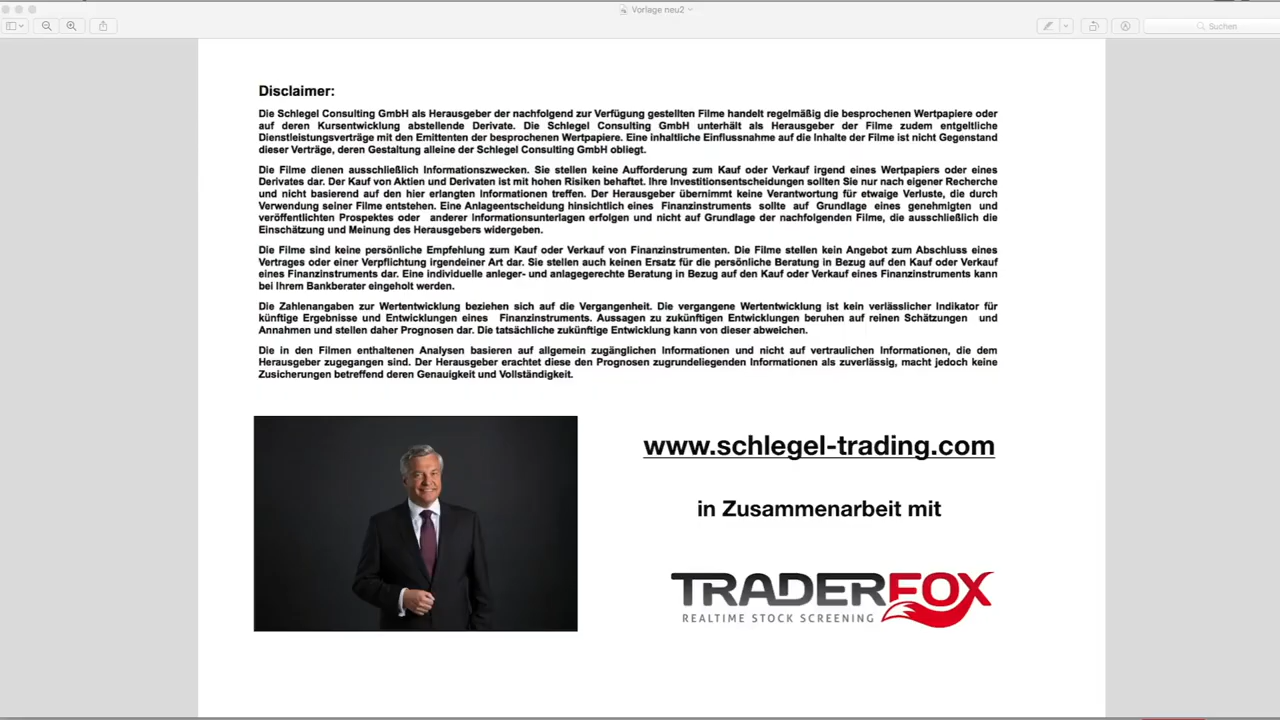 Vorlage neu2
Suchen
Disclaimer:
Die Schlegel Consulting GmbH als Herausgeber der nachfolgend zur Verfügung gestellten Filme handelt regelmäßig die besprochenen Wertpapiere oder
auf deren Kursentwicklung abstellende Derivate. Die Schlegel Consulting GmbH unterhält als Herausgeber der Filme zudem entgeltliche
Dienstleistungsverträge mit den Emittenten der besprochenen Wertpapiere. Eine inhaltliche Einflussnahme auf die Inhalte der Filme ist nicht Gegenstand
dieser Verträge, deren Gestaltung alleine der Schlegel Consulting GmbH obliegt.
Die Filme dienen ausschließlich Informationszwecken. Sie stellen keine Aufforderung zum Kauf oder Verkauf irgend eines Wertpapiers oder eines
Derivates dar. Der Kauf von Aktien und Derivaten ist mit hohen Risiken behaftet. Ihre Investitionsentscheidungen sollten Sie nur nach eigener Recherche
und nicht basierend auf den hier erlangten Informationen treffen. Der Herausgeber übernimmt keine Verantwortung für etwaige Verluste, die durch
Verwendung seiner Filme entstehen. Eine Anlageentscheidung hinsichtlich eines Finanzinstruments sollte auf Grundlage eines genehmigten und
veröffentlichten Prospektes oder anderer Informationsunterlagen erfolgen und nicht auf Grundlage der nachfolgenden Filme, die ausschließlich die
Einschätzung und Meinung des Herausgebers widergeben.
Die Filme sind keine persönliche Empfehlung zum Kauf oder Verkauf von Finanzinstrumenten. Die Filme stellen kein Angebot zum Abschluss eines
Vertrages oder einer Verpflichtung irgendeiner Art dar. Sie stellen auch keinen Ersatz für die persönliche Beratung in Bezug auf den Kauf oder Verkauf
eines Finanzinstruments dar. Eine individuelle anleger- und anlagegerechte Beratung in Bezug auf den Kauf oder Verkauf eines Finanzinstruments kann
bei Ihrem Bankberater eingeholt werden.
Die Zahlenangaben zur Wertentwicklung beziehen sich auf die Vergangenheit. Die vergangene Wertentwicklung ist kein verlässlicher Indikator für
künftige Ergebnisse und Entwicklungen eines Finanzinstruments. Aussagen zu zukünftigen Entwicklungen beruhen auf reinen Schätzungen und
Annahmen und stellen daher Prognosen dar. Die tatsächliche zukünftige Entwicklung kann von dieser abweichen.
Die in den Filmen enthaltenen Analysen basieren auf allgemein zugänglichen Informationen und nicht auf vertraulichen Informationen, die dem
Herausgeber zugegangen sind. Der Herausgeber erachtet diese den Prognosen zugrundeliegenden Informationen als zuverlässig, macht jedoch keine
Zusicherungen betreffend deren Genauigkeit und Vollständigkeit.
www.schlegel-trading.com
in Zusammenarbeit mit
TRADERFOX
REALTIME STOCK SCREENING